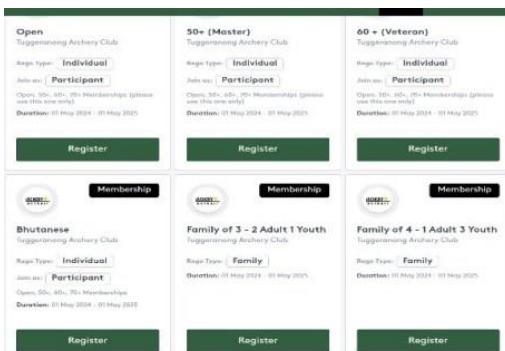 Open
Tuggeranong Archery Club
Rego Type: Individual
Join as: Participant
Open, 50+, 60+, 70+ Memberships (please
use this one only)
Duration: 01 May 2024 - 01 May 2025
Register
50+ (Master)
Tuggeranong Archery Club
Rego Type: Individual
Join as: Participant
Open, 50+, 60+, 70+ Memberships (please
use this one only)
Duration: 01 May 2024 - 01 May 2025
Register
60 + (Veteran)
Tuggeranong Archery Club
Rego Type: Individual
Join as: Participant
Open, 50+, 60+, 70+ Memberships (please
use this one only)
Duration: 01 May 2024 - 01 May 2025
Register
Membership
Bhutanese
Tuggeranong Archery Club
Rego Type: Individual
Join as: Participant
Open, 50+, 60+, 70+ Memberships
Duration: 01 May 2024 - 01 May 2025
Register
Membership
Family of 3 - 2 Adult 1 Youth
Tuggeranong Archery Club
Rego Type: Family
Duration: 01 May 2024 - 01 May 2025
Register
Membership
Family of 4 - 1 Adult 3 Youth
Tuggeranong Archery Club
Rego Type: Family
Duration: 01 May 2024 - 01 May 2025
Register